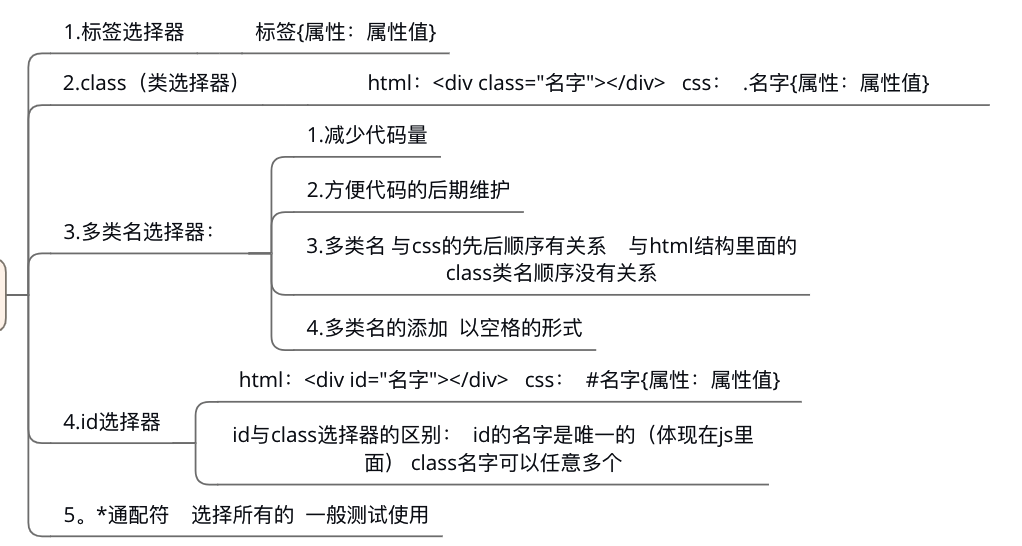 1.标签选择器 标签{属性：属性值}
2.class（类选择器） html：<div class="名字"></div> css： .名字{属性：属性值}
3.多类名选择器：
1.减少代码量
2.方便代码的后期维护
3.多类名 与css的先后顺序有关系 与html结构里面的
class类名顺序没有关系
4.多类名的添加 以空格的形式
4.id选择器
html：<div id="名字"></div> css： #名字{属性：属性值}
id与class选择器的区别： id的名字是唯一的（体现在js里
面） class名字可以任意多个
5。*通配符 选择所有的 一般测试使用